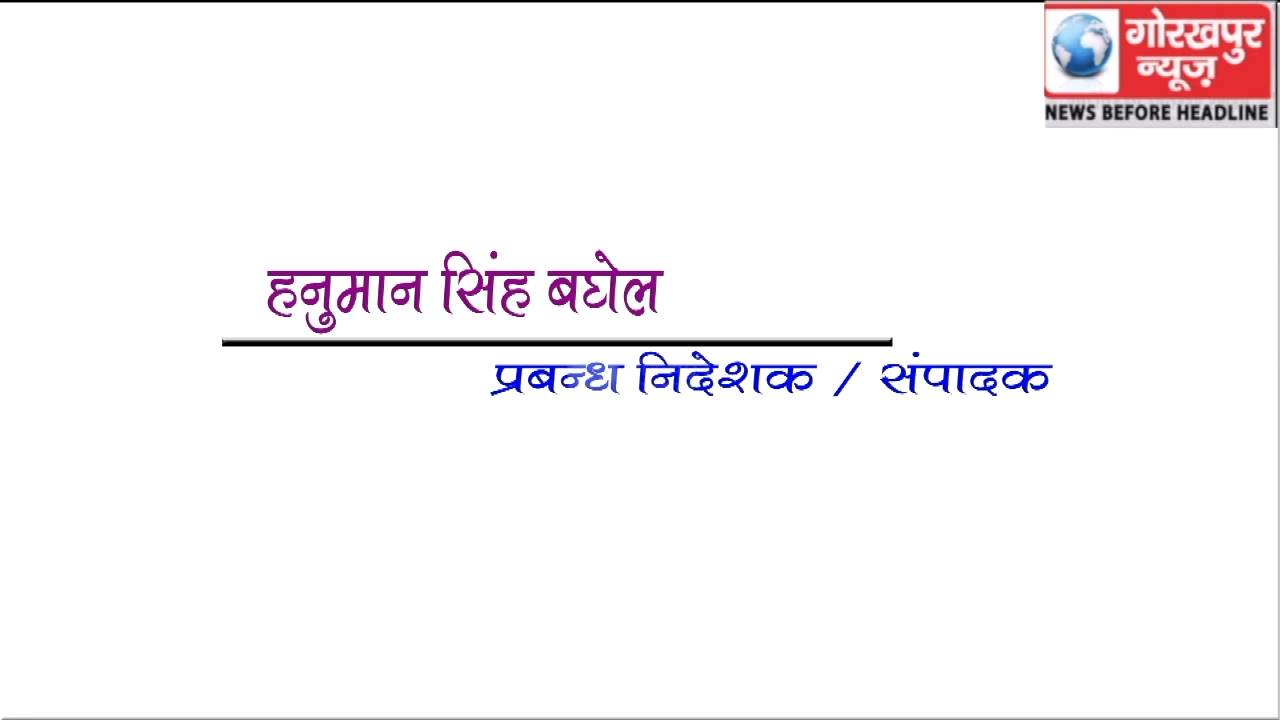 गोरखपुर
न्यूज़
NEWS BEFORE HEADLINE
हनुमान सिंह बघेल
प्रबन्ध निदेशक / संपादक